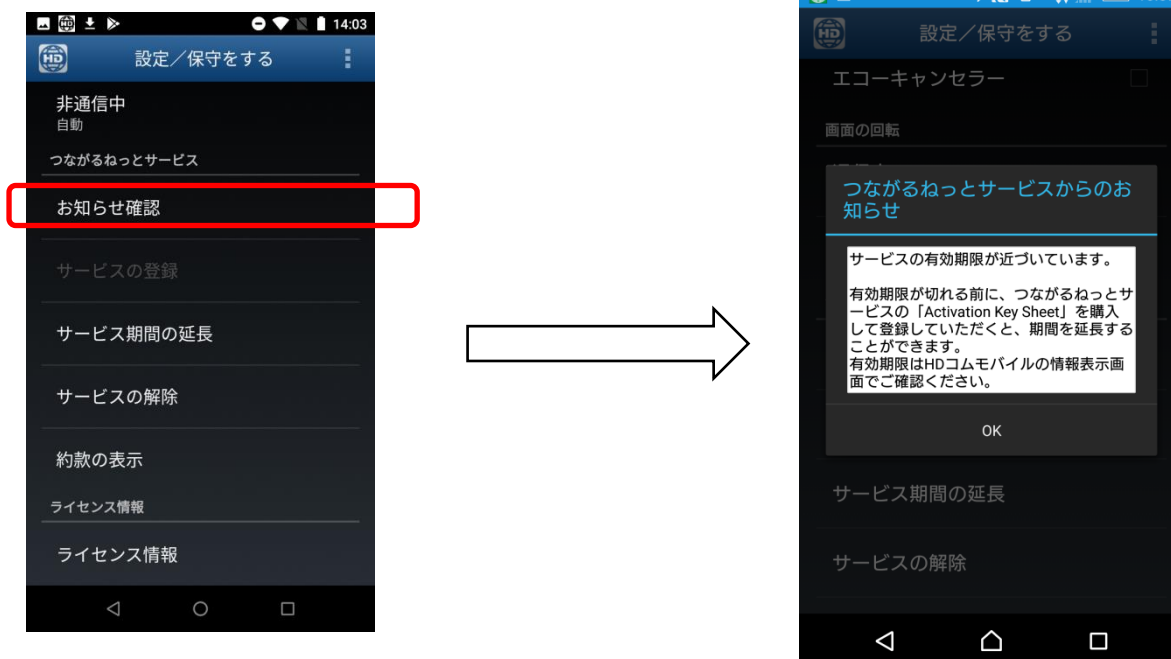 HD
14:03
HD
設定／保守をする
非通信中
自動
つながるねっとサービス
お知らせ確認
サービスの登録
サービス期間の延長
サービスの解除
約款の表示
ライセンス情報
ライセンス情報
HD
設定／保守をする
エコーキャンセラー
画面の回転
つながるねっとサービスからのお
知らせ
サービスの有効期限が近づいています。
有効期限が切れる前に、つながるねっとサ
ービスの「Activation Key Sheet」を購入
して登録していただくと、期間を延長する
ことができます。
有効期限はHDコムモバイルの情報表示画
面でご確認ください。
OK
サービス期間の延長
サービスの解除